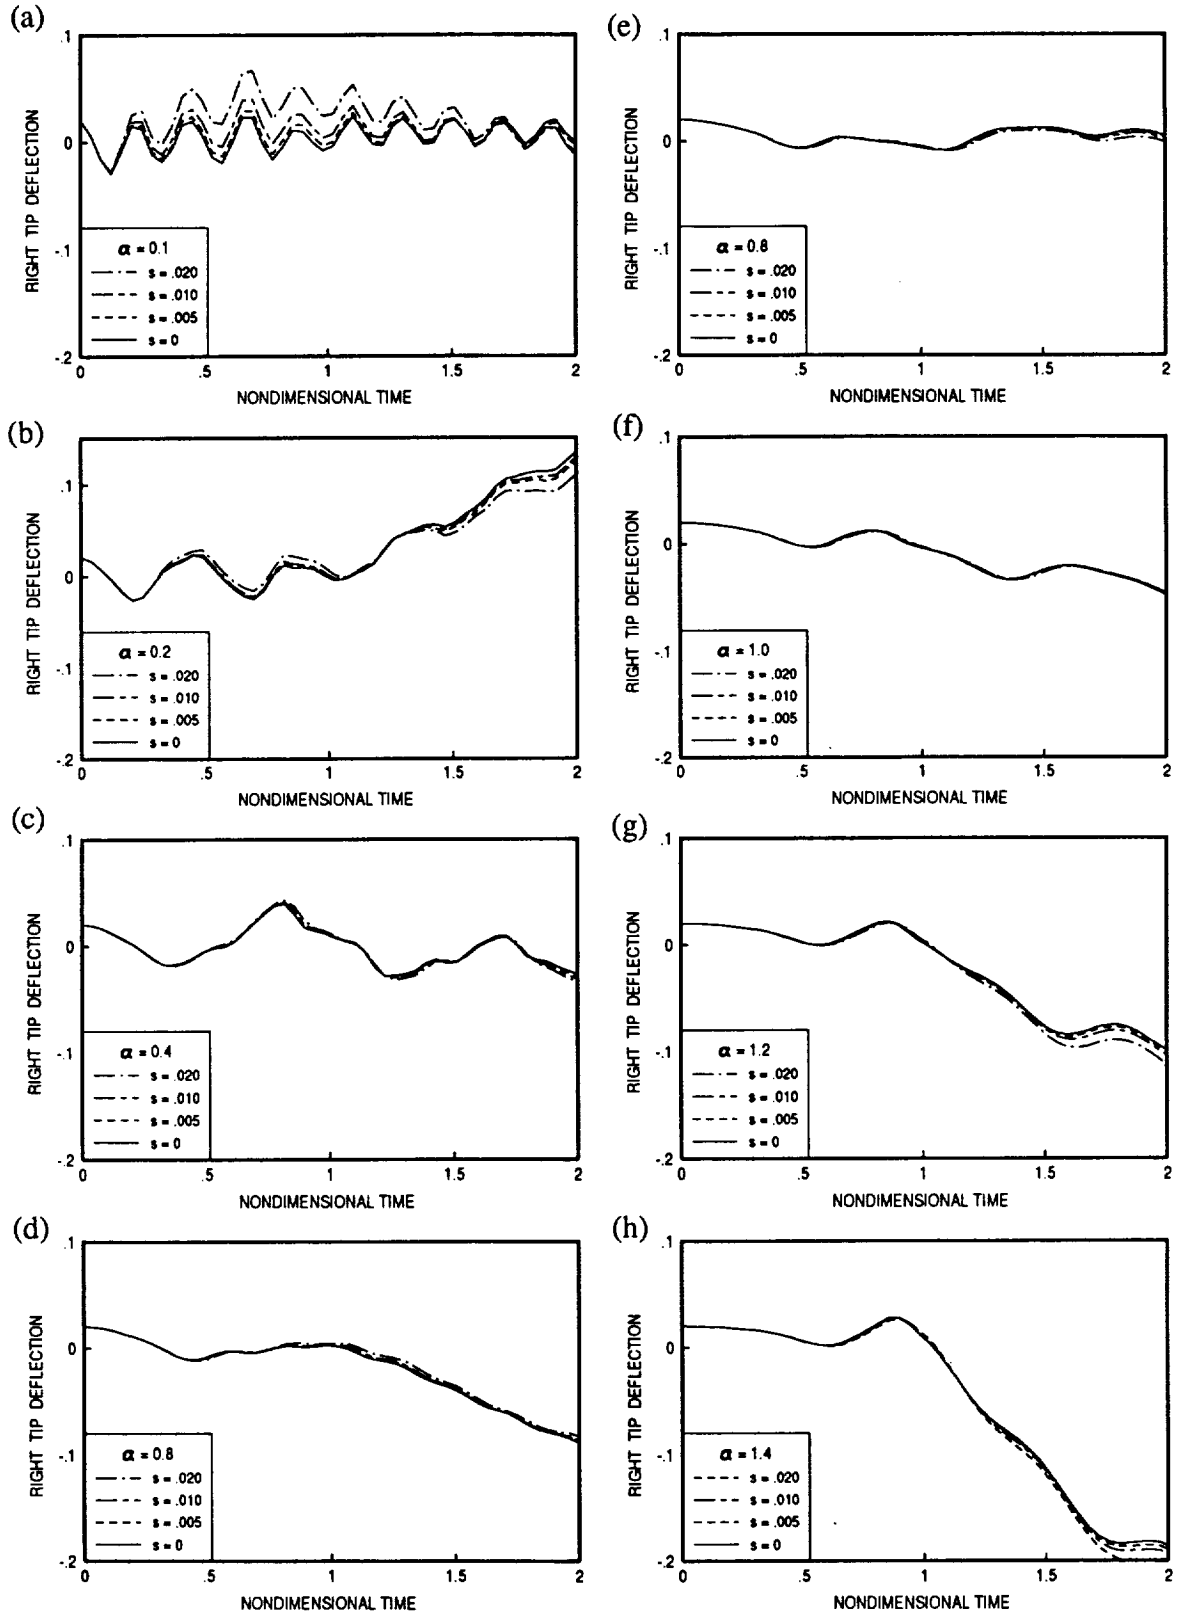 (a)
.1
0
-.1
-.2
RIGHT TIP DEFLECTION
α = 0.1
s = .020
s = .010
s = .005
s = 0
0 .5 1 1.5 2
NONDIMENSIONAL TIME
(b)
.1
0
-.1
-.2
RIGHT TIP DEFLECTION
α = 0.2
s = .020
s = .010
s = .005
s = 0
0 .5 1 1.5 2
NONDIMENSIONAL TIME
(c)
.1
0
-.1
-.2
RIGHT TIP DEFLECTION
α = 0.4
s = .020
s = .010
s = .005
s = 0
0 .5 1 1.5 2
NONDIMENSIONAL TIME
(d)
.1
0
-.1
-.2
RIGHT TIP DEFLECTION
α = 0.8
s = .020
s = .010
s = .005
s = 0
0 .5 1 1.5 2
NONDIMENSIONAL TIME
(e)
.1
0
-.1
-.2
RIGHT TIP DEFLECTION
α = 0.8
s = .020
s = .010
s = .005
s = 0
0 .5 1 1.5 2
NONDIMENSIONAL TIME
(f)
.1
0
-.1
-.2
RIGHT TIP DEFLECTION
α = 1.0
s = .020
s = .010
s = .005
s = 0
0 .5 1 1.5 2
NONDIMENSIONAL TIME
(g)
.1
0
-.1
-.2
RIGHT TIP DEFLECTION
α = 1.2
s = .020
s = .010
s = .005
s = 0
0 .5 1 1.5 2
NONDIMENSIONAL TIME
(h)
.1
0
-.1
-.2
RIGHT TIP DEFLECTION
α = 1.4
s = .020
s = .010
s = .005
s = 0
0 .5 1 1.5 2
NONDIMENSIONAL TIME